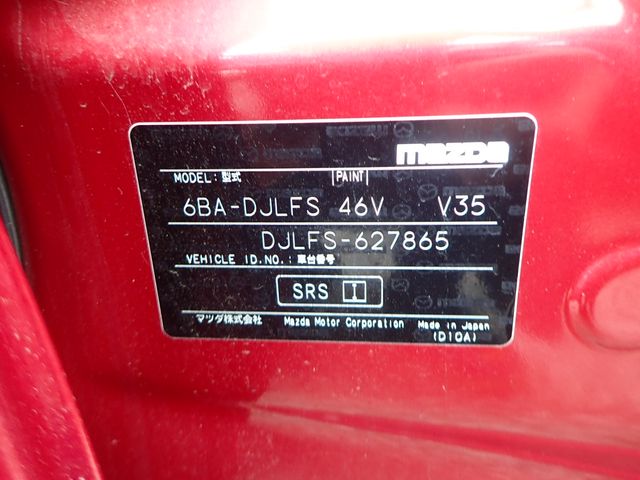 mazda
MODEL:型式 PAINT
6BA-DJLFS 46V V35
DJLFS-627865
VEHICLE ID.NO.:車台番号
SRS I
マツダ株式会社 Mazda Motor Corporation Made in Japan
(D10A)